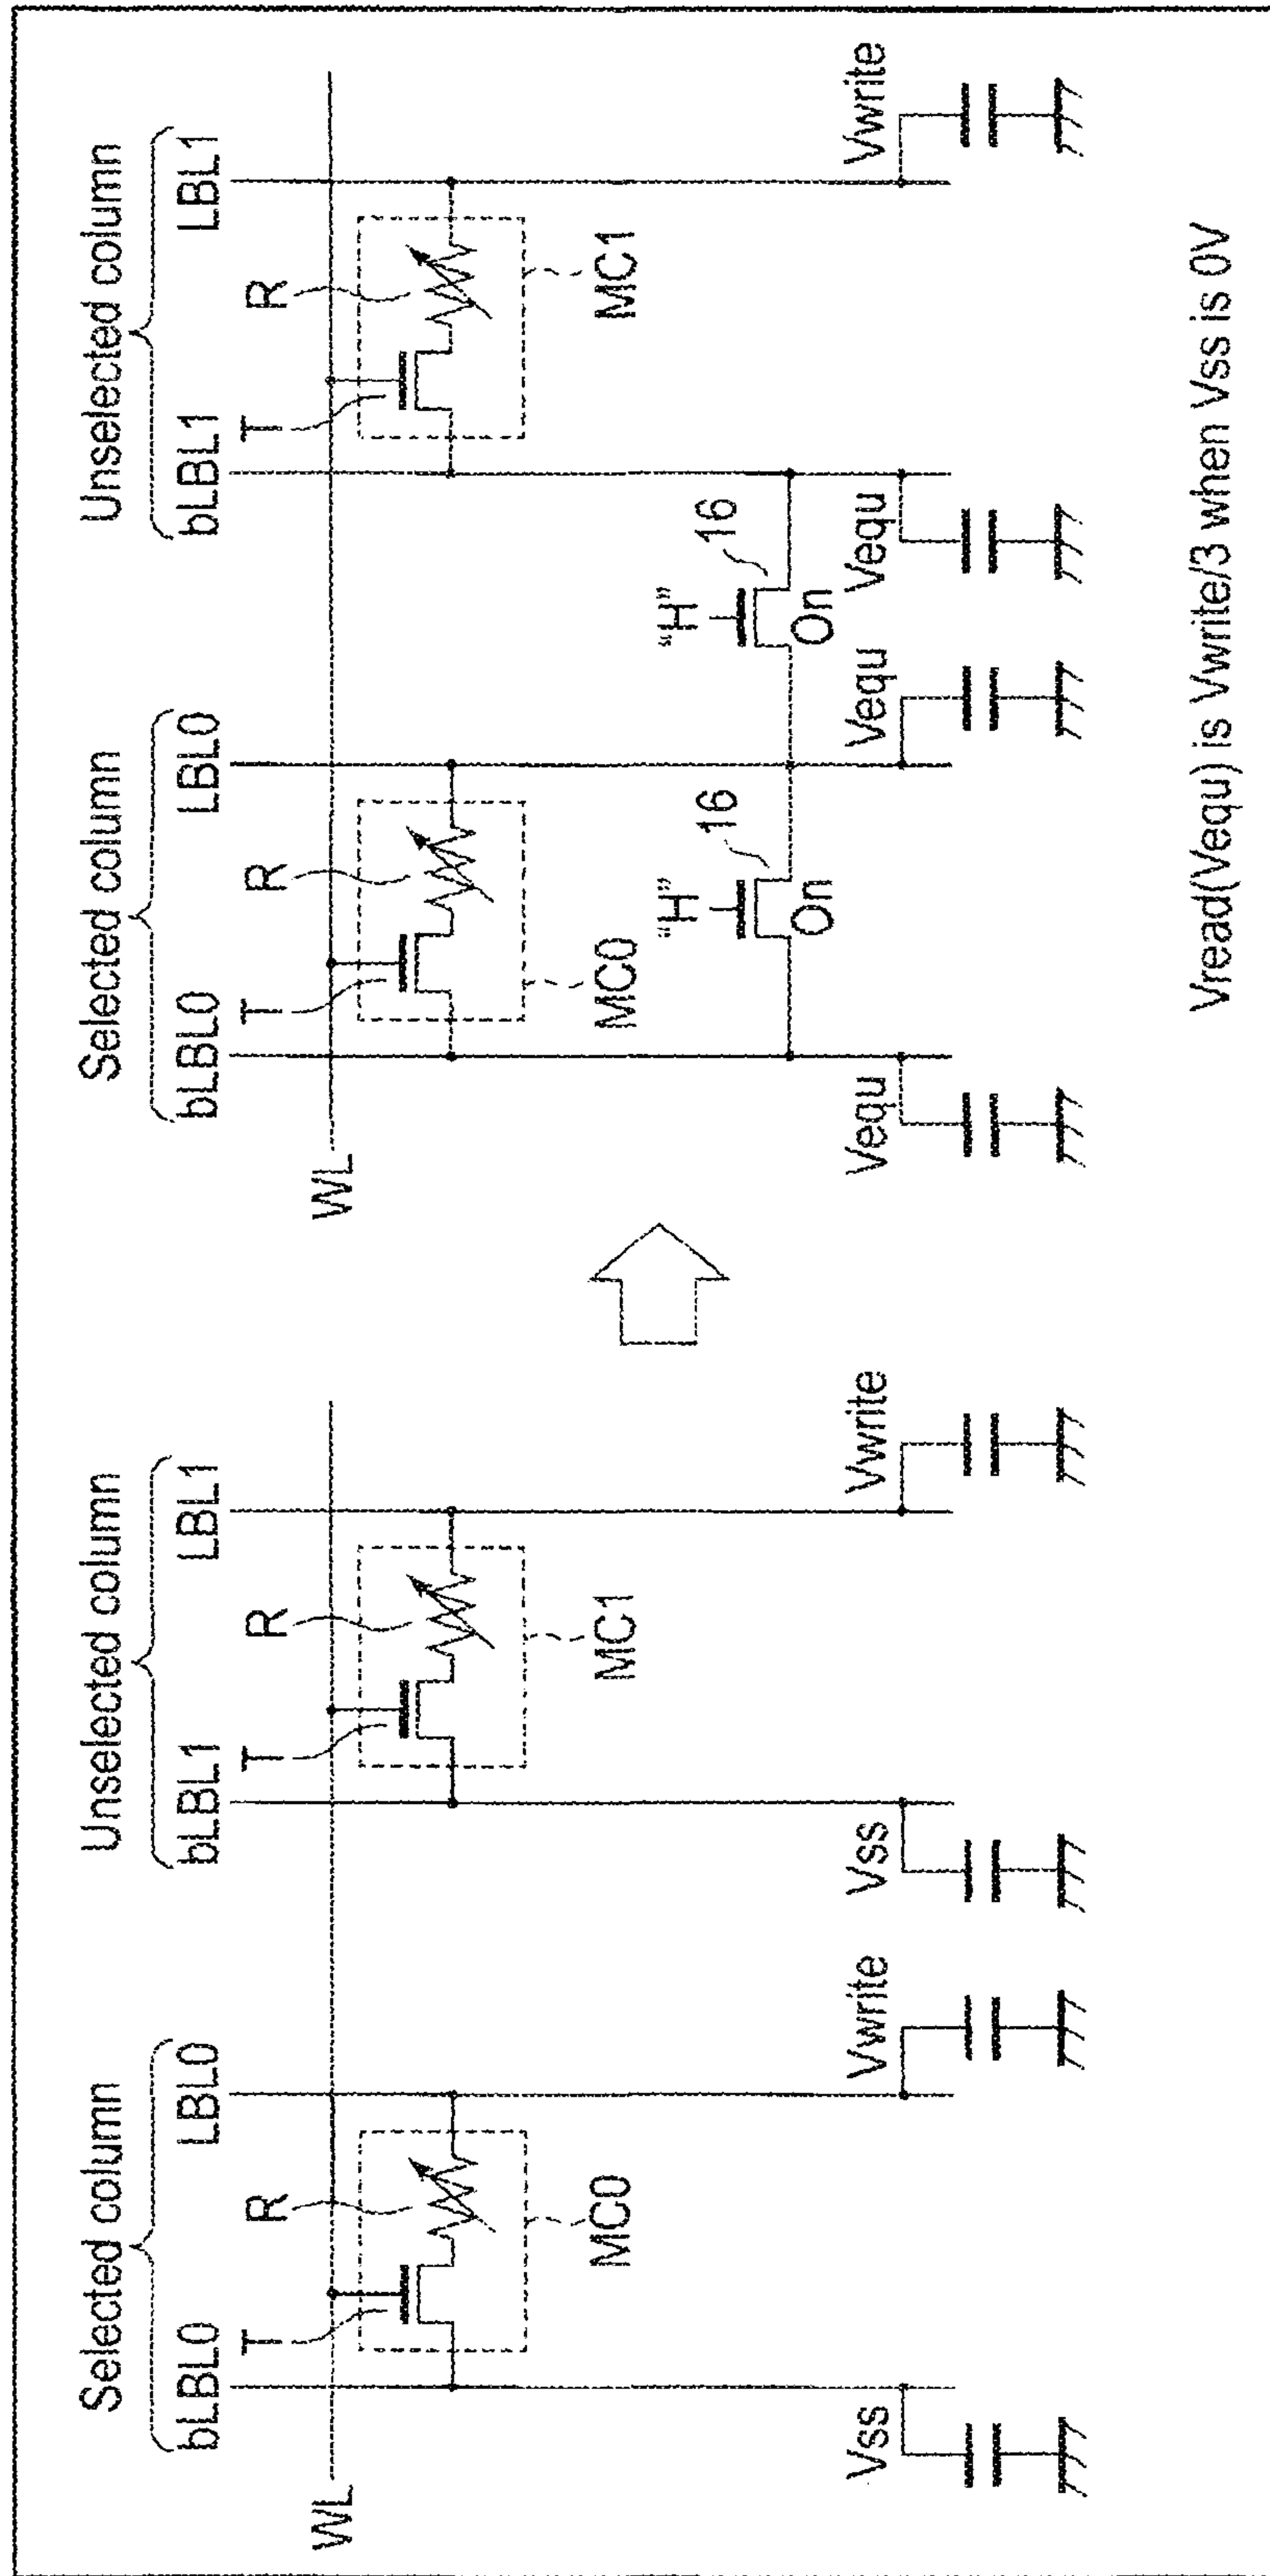 Selected column
Unselected column
bLBL0 LBL0 bLBL1 LBL1
T R T R
WL
MC0 MC1
Vss Vwrite Vss Vwrite
Selected column
Unselected column
bLBL0 LBL0 bLBL1 LBL1
T R T R
WL
MC0 MC1
"H" 16 "H" 16
On On
Vequ Vequ Vequ Vwrite
Vread(Vequ) is Vwrite/3 when Vss is 0V